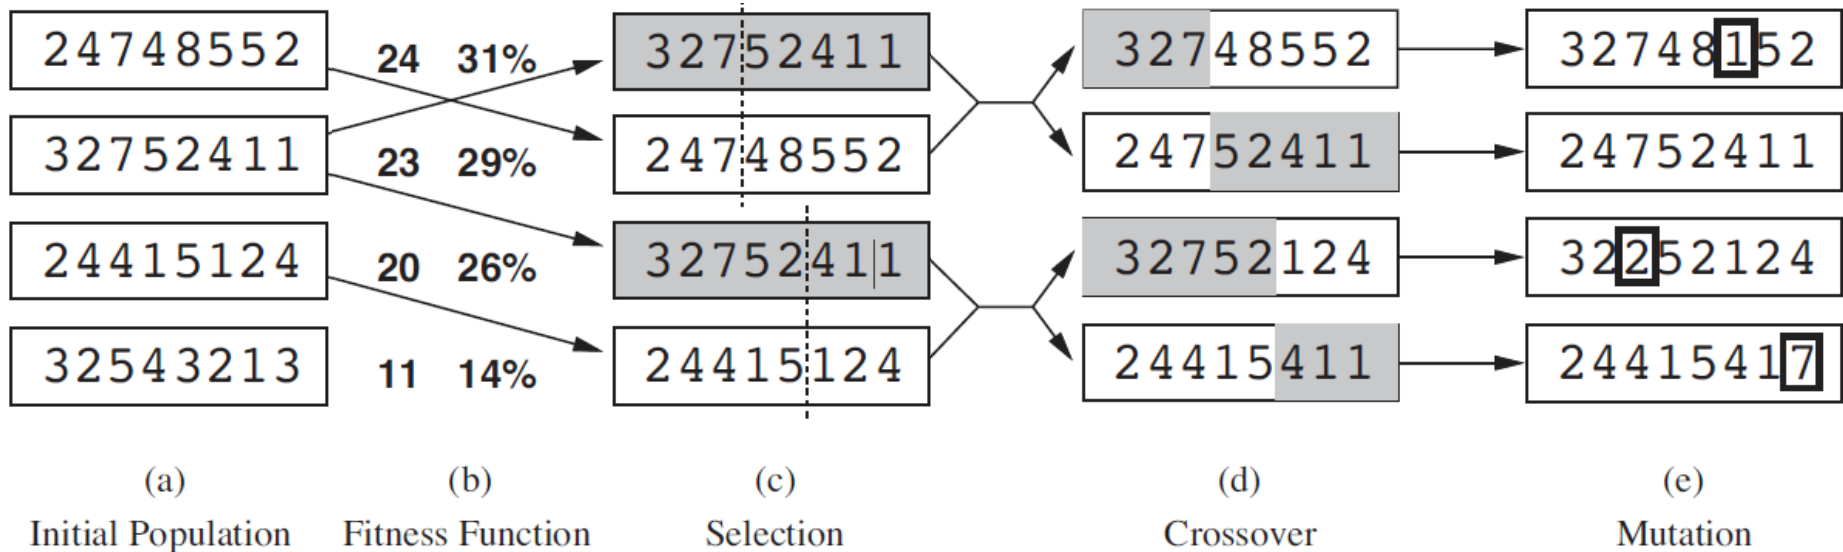 24748552 24 31% 32752411 32748552 32748152
32752411 23 29% 24748552 24752411 24752411
24415124 20 26% 32752411 32752124 32252124
32543213 11 14% 24415124 24415411 24415417
(a) (b) (c) (d) (e)
Initial Population Fitness Function Selection Crossover Mutation